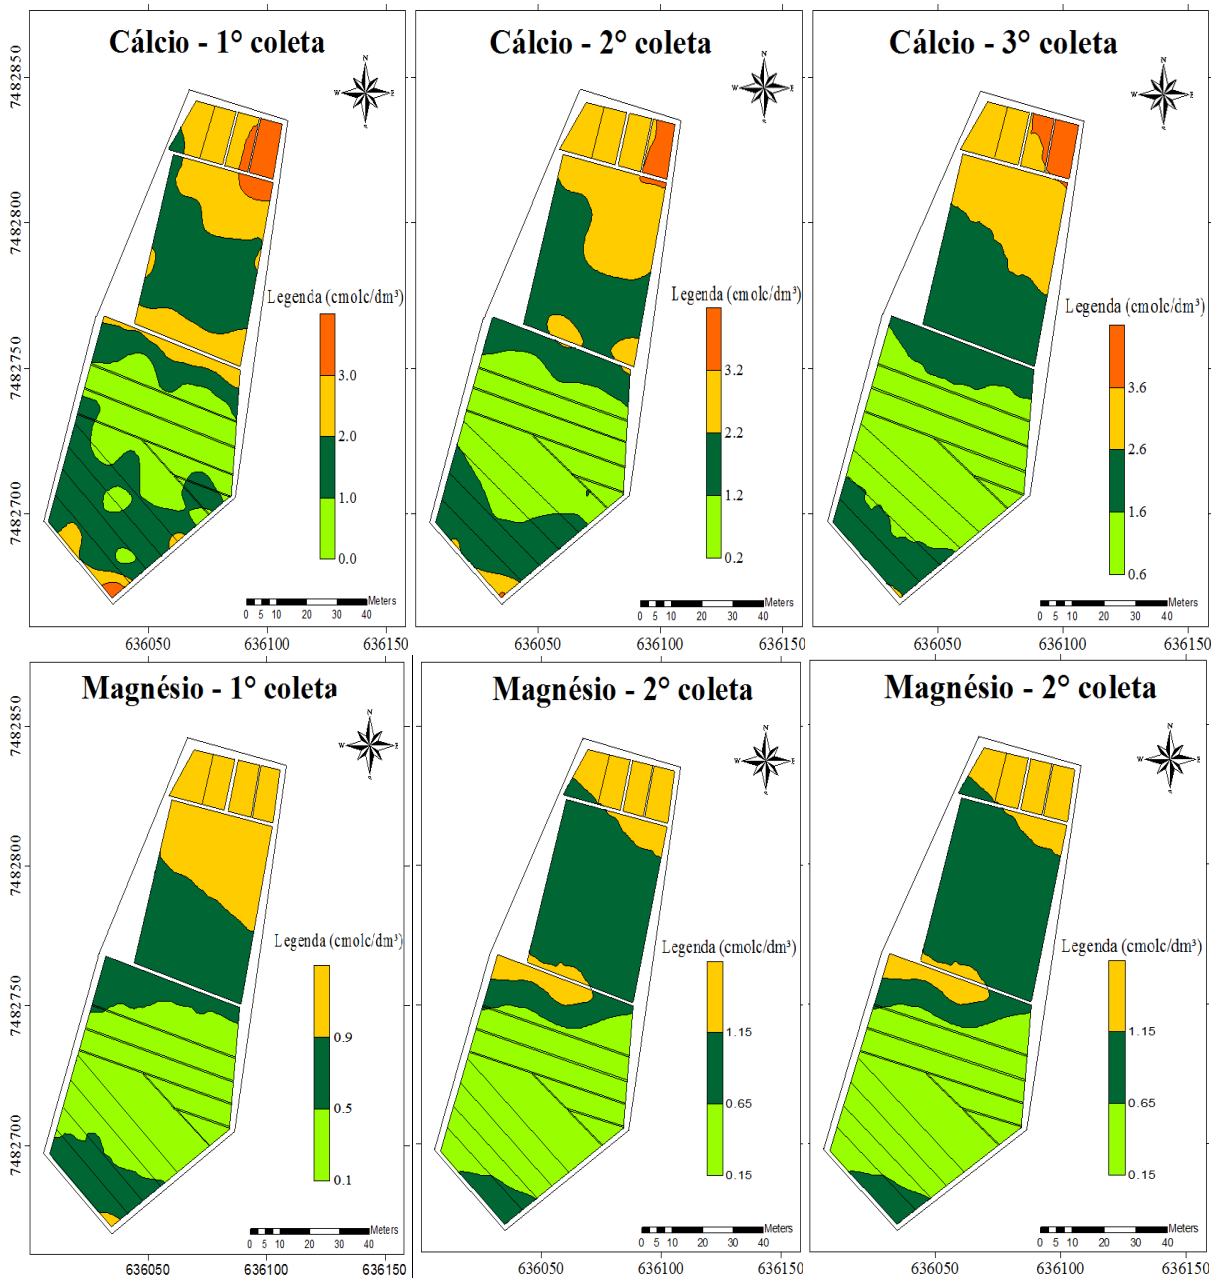 Cálcio - 1° coleta
N
W
E
7482850
7482800
7482750
7482700
Legenda (cmolc/dm³)
3.0
2.0
1.0
0.0
Meters
0 5 10 20 30 40
636050 636100 636150
Cálcio - 2° coleta
N
W
E
Legenda (cmolc/dm³)
3.2
2.2
1.2
0.2
Meters
0 5 10 20 30 40
636050 636100 636150
Cálcio - 3° coleta
N
W
E
Legenda (cmolc/dm³)
3.6
2.6
1.6
0.6
Meters
0 5 10 20 30 40
636050 636100 636150
Magnésio - 1° coleta
N
W
E
7482850
7482800
7482750
7482700
Legenda (cmolc/dm³)
0.9
0.5
0.1
Meters
0 5 10 20 30 40
636050 636100 636150
Magnésio - 2° coleta
N
W
E
Legenda (cmolc/dm³)
1.15
0.65
0.15
Meters
0 5 10 20 30 40
636050 636100 636150
Magnésio - 2° coleta
N
W
E
Legenda (cmolc/dm³)
1.15
0.65
0.15
Meters
0 5 10 20 30 40
636050 636100 636150